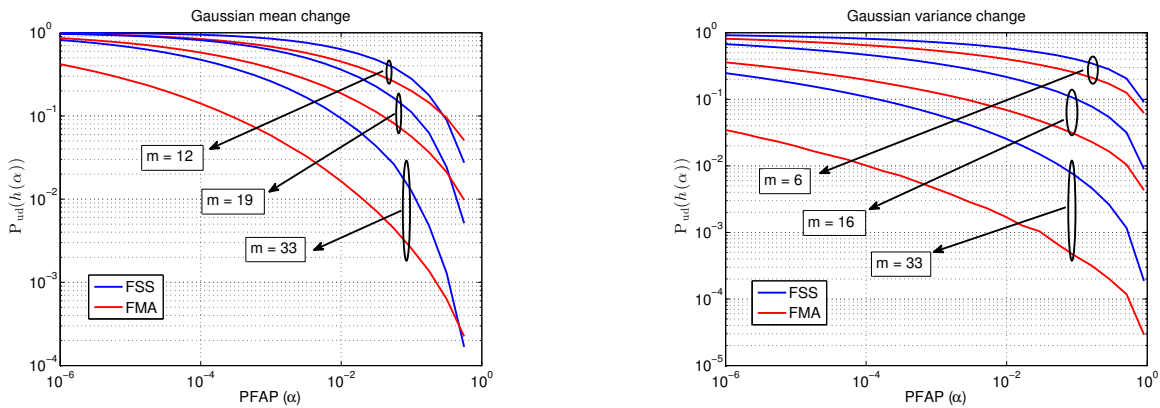 Gaussian mean change
10^0
10^-1
10^-2
10^-3
10^-4
P_ud(h(α))
m = 12
m = 19
m = 33
FSS
FMA
10^-6
10^-4
10^-2
10^0
PFAP (α)
Gaussian variance change
10^0
10^-1
10^-2
10^-3
10^-4
10^-5
P_ud(h(α))
m = 6
m = 16
m = 33
FSS
FMA
10^-6
10^-4
10^-2
10^0
PFAP (α)